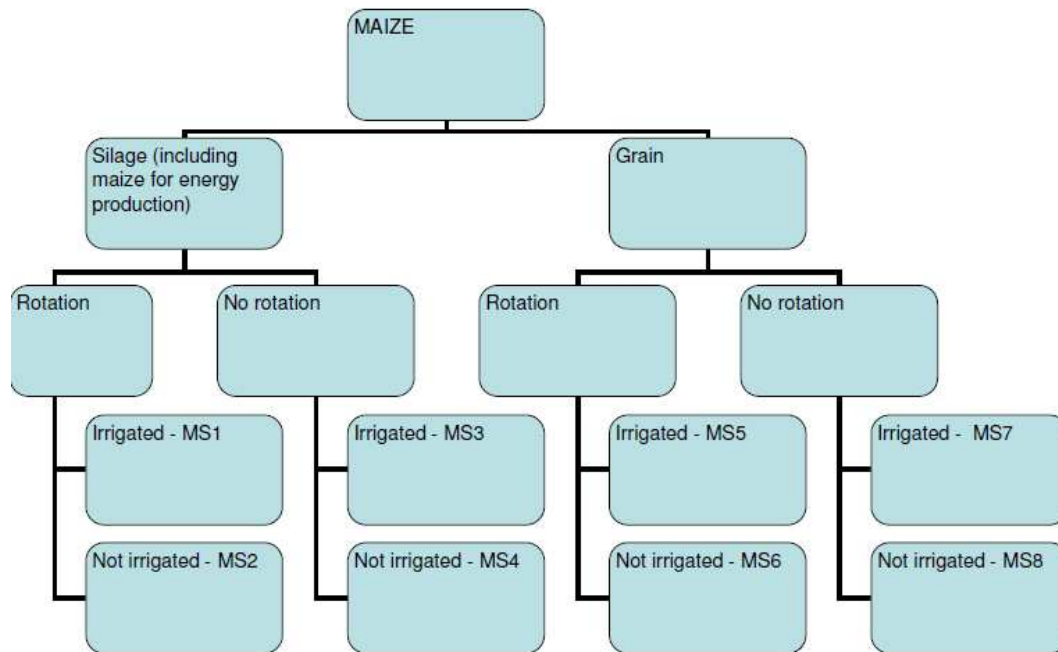 MAIZE
Silage (including
maize for energy
production)
Grain
Rotation
No rotation
Rotation
No rotation
Irrigated - MS1
Irrigated - MS3
Irrigated - MS5
Irrigated - MS7
Not irrigated - MS2
Not irrigated - MS4
Not irrigated - MS6
Not irrigated - MS8